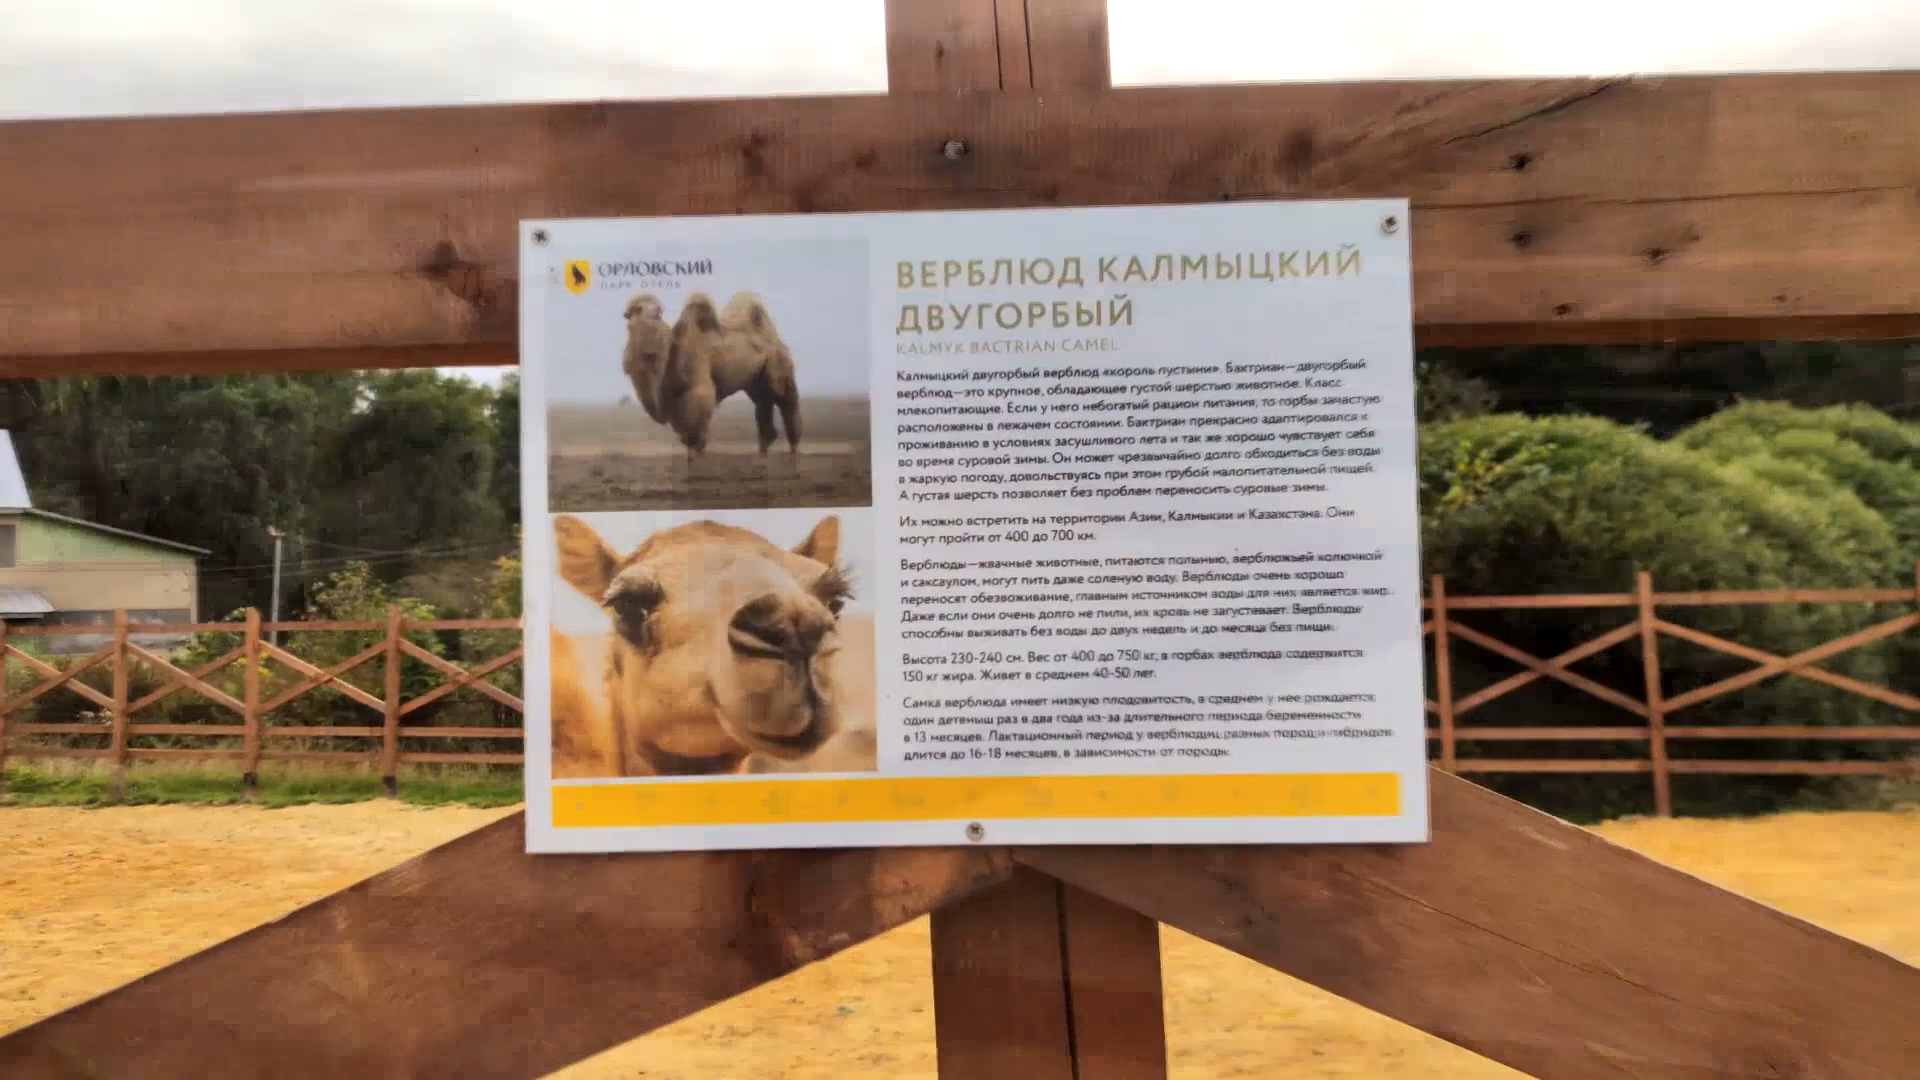 ОРЛОВСКИЙ
ПАРК ОТЕЛЬ
ВЕРБЛЮД КАЛМЫЦКИЙ
ДВУГОРБЫЙ
KALMYK BACTRIAN CAMEL
Калмыцкий двугорбый верблюд «король пустыни». Бактриан—двугорбый
верблюд—это крупное, обладающее густой шерстью животное. Класс
млекопитающие. Если у него небогатый рацион питания, то горбы зачастую
расположены в лежачем состоянии. Бактриан прекрасно адаптировался к
проживанию в условиях засушливого лета и так же хорошо чувствует себя
во время суровой зимы. Он может чрезвычайно долго обходиться без воды
в жаркую погоду, довольствуясь при этом грубой малопитательной пищей.
А густая шерсть позволяет без проблем переносить суровые зимы.
Их можно встретить на территории Азии, Калмыкии и Казахстана. Они
могут пройти от 400 до 700 км.
Верблюды—жвачные животные, питаются полынью, верблюжьей колючкой
и саксаулом, могут пить даже соленую воду. Верблюды очень хорошо
переносят обезвоживание, главным источником воды для них является жир.
Даже если они очень долго не пили, их кровь не загустевает. Верблюды
способны выживать без воды до двух недель и до месяца без пищи.
Высота 230-240 см. Вес от 400 до 750 кг, в горбах верблюда содержится
150 кг жира. Живет в среднем 40-50 лет.
Самка верблюда имеет низкую плодовитость, в среднем у нее рождается
один детеныш раз в два года из-за длительного периода беременности
в 13 месяцев. Лактационный период у верблюдиц разных пород и гибридов
длится до 16-18 месяцев, в зависимости от породы.